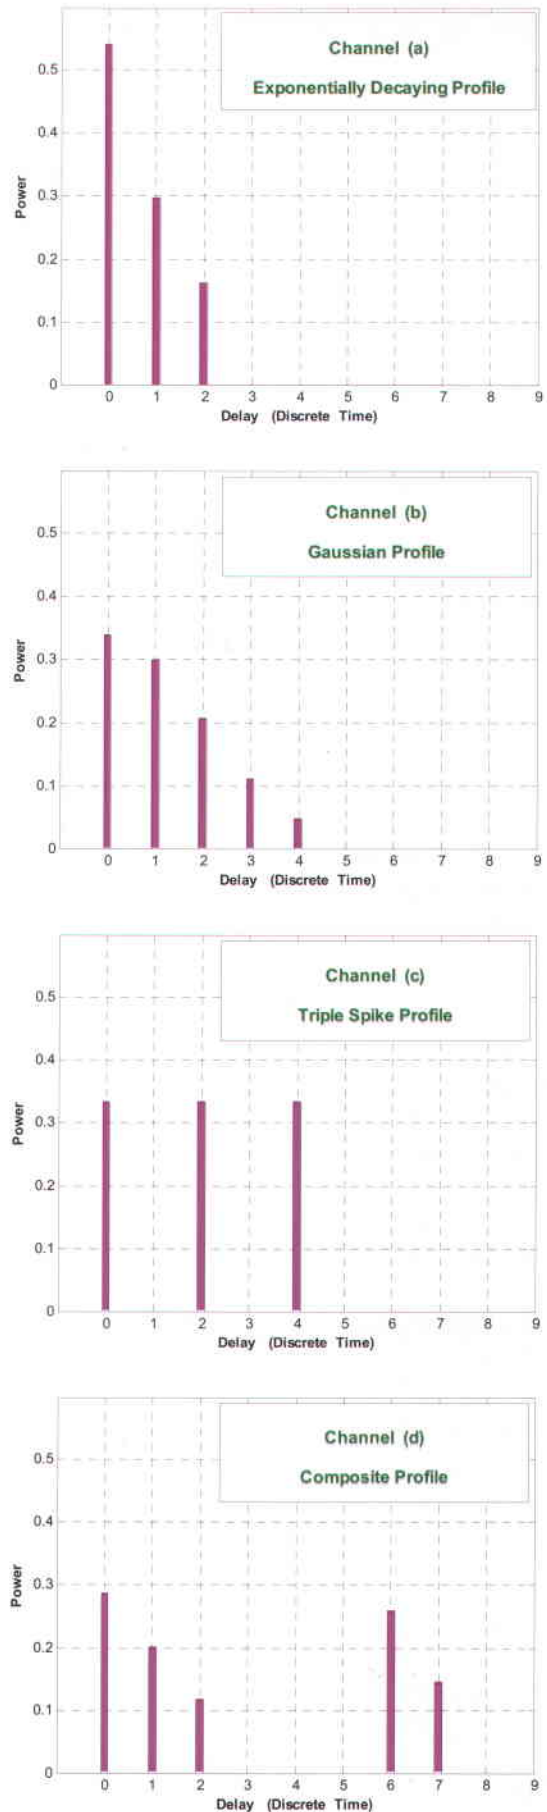 Channel (a)
Exponentially Decaying Profile
0.5
0.4
0.3
0.2
0.1
0
Power
0 1 2 3 4 5 6 7 8 9
Delay (Discrete Time)
Channel (b)
Gaussian Profile
0.5
0.4
0.3
0.2
0.1
0
Power
0 1 2 3 4 5 6 7 8 9
Delay (Discrete Time)
Channel (c)
Triple Spike Profile
0.5
0.4
0.3
0.2
0.1
0
Power
0 1 2 3 4 5 6 7 8 9
Delay (Discrete Time)
Channel (d)
Composite Profile
0.5
0.4
0.3
0.2
0.1
0
Power
0 1 2 3 4 5 6 7 8 9
Delay (Discrete Time)